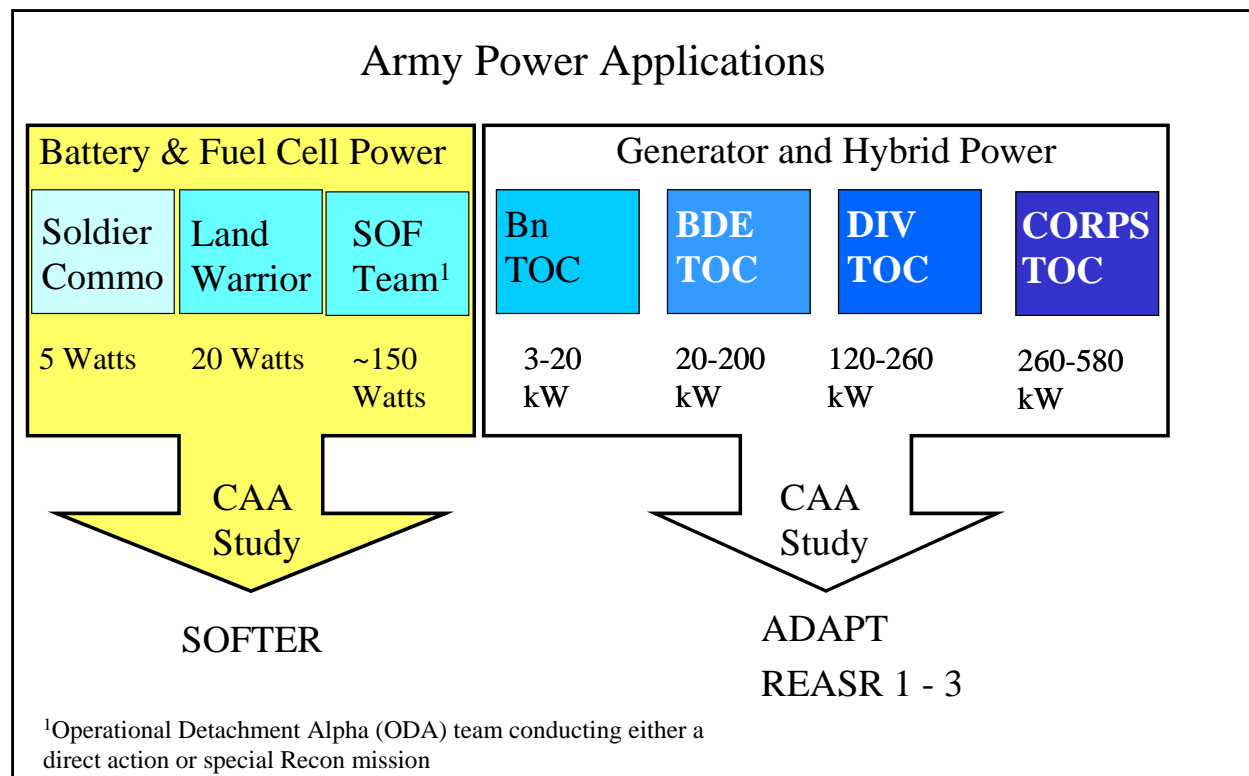 Army Power Applications
Battery & Fuel Cell Power
Soldier
Commo
Land
Warrior
SOF
Team¹
5 Watts
20 Watts
~150
Watts
CAA
Study
SOFTER
Generator and Hybrid Power
Bn
TOC
BDE
TOC
DIV
TOC
CORPS
TOC
3-20
kW
20-200
kW
120-260
kW
260-580
kW
CAA
Study
ADAPT
REASR 1 - 3
¹Operational Detachment Alpha (ODA) team conducting either a
direct action or special Recon mission